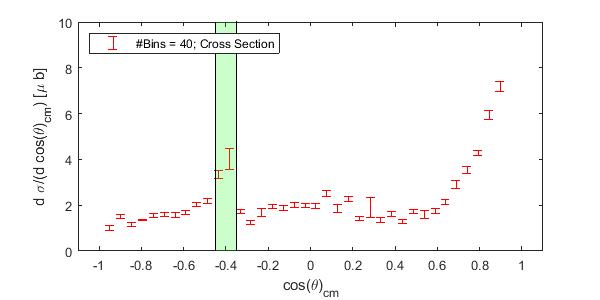 10
8
6
4
2
0
d σ/(d cos(θ)cm) [μ b]
#Bins = 40; Cross Section
-1 -0.8 -0.6 -0.4 -0.2 0 0.2 0.4 0.6 0.8 1
cos(θ)cm